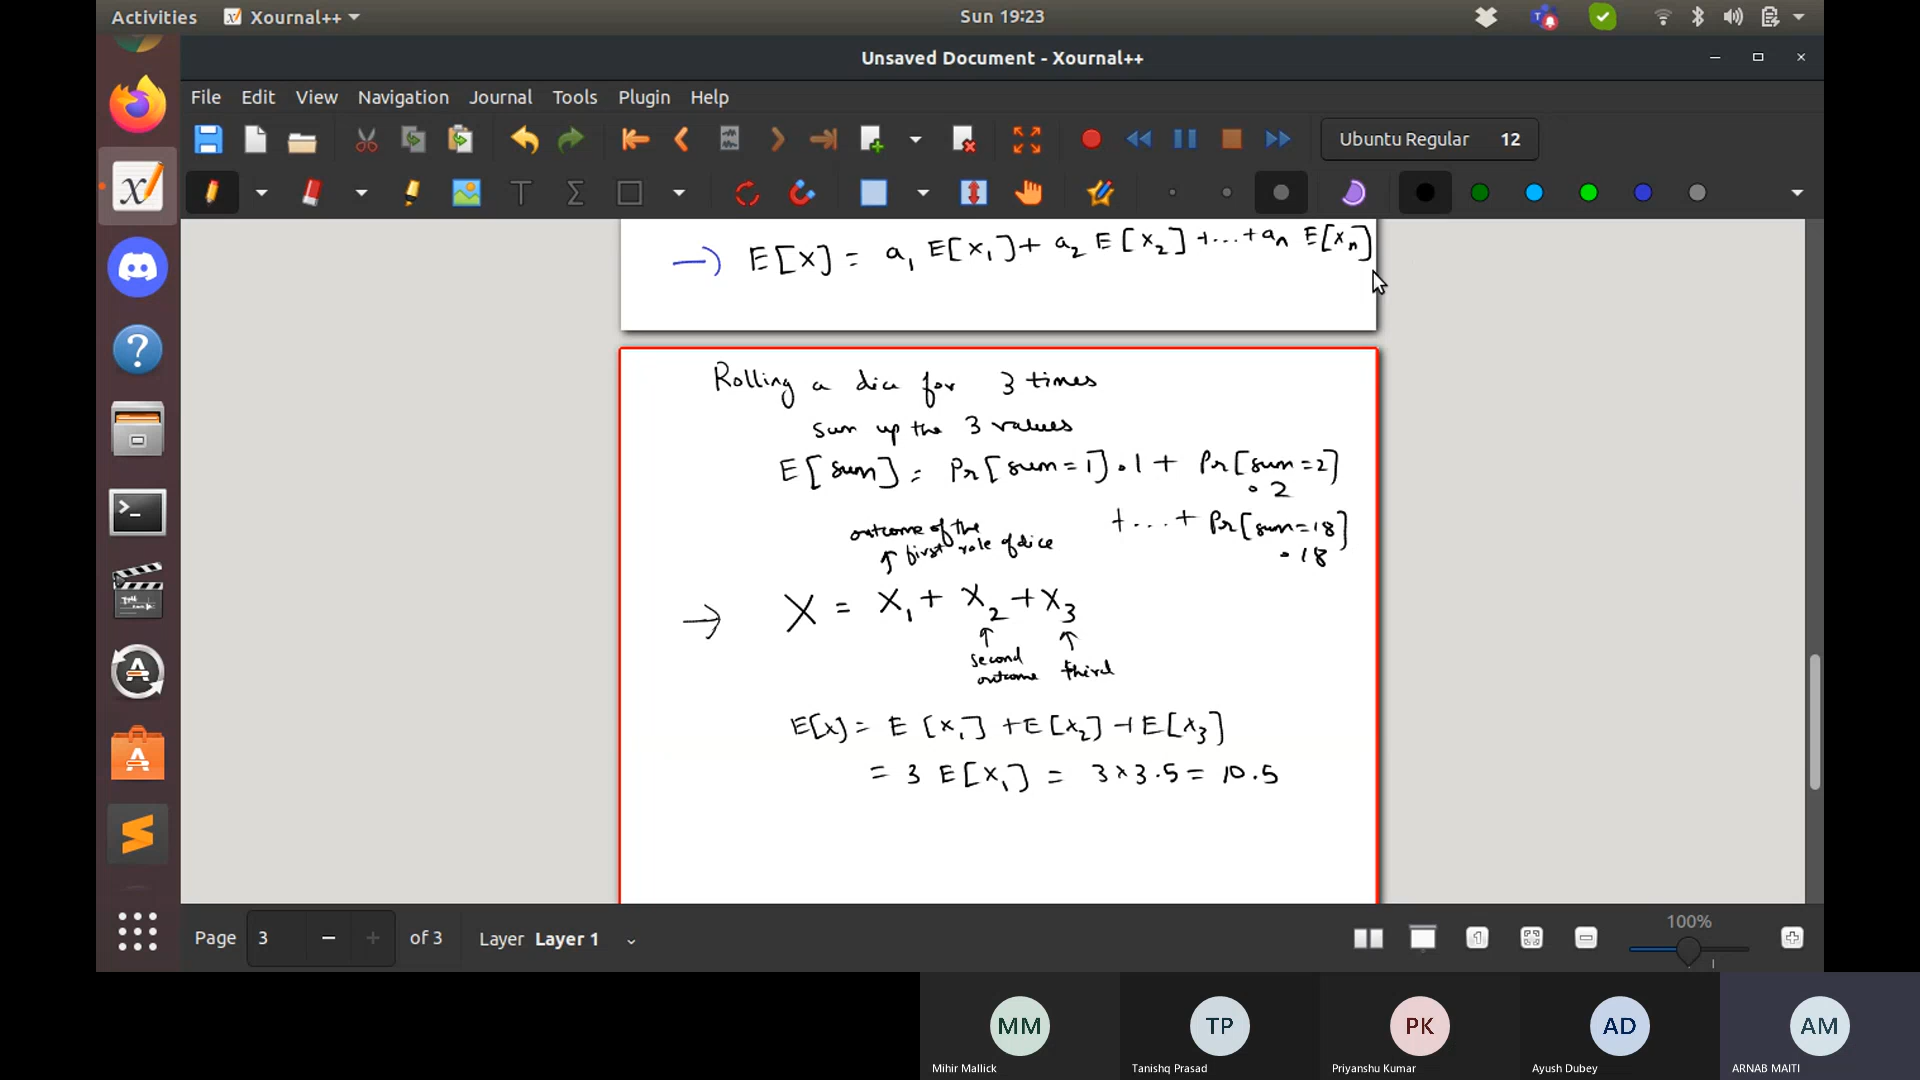 Activities Xournal++ Sun 19:23
Unsaved Document - Xournal++
File Edit View Navigation Journal Tools Plugin Help
Ubuntu Regular 12
→ E[X] = a₁ E[X₁] + a₂ E[X₂] +...+ aₙ E[Xₙ]
Rolling a dice for 3 times
sum up the 3 values
E[sum] = Pr[sum=1].1 + Pr[sum=2]
. 2
+...+ Pr[sum=18]
. 18
outcome of the
↑ first role of dice
→ X = X₁ + X₂ + X₃
↑ ↑
second third
outcome
E[X] = E[X₁] + E[X₂] + E[X₃]
= 3 E[X₁] = 3 × 3.5 = 10.5
Page 3 of 3 Layer Layer 1
100%
MM TP PK AD AM
Mihir Mallick Tanishq Prasad Priyanshu Kumar Ayush Dubey ARNAB MAITI